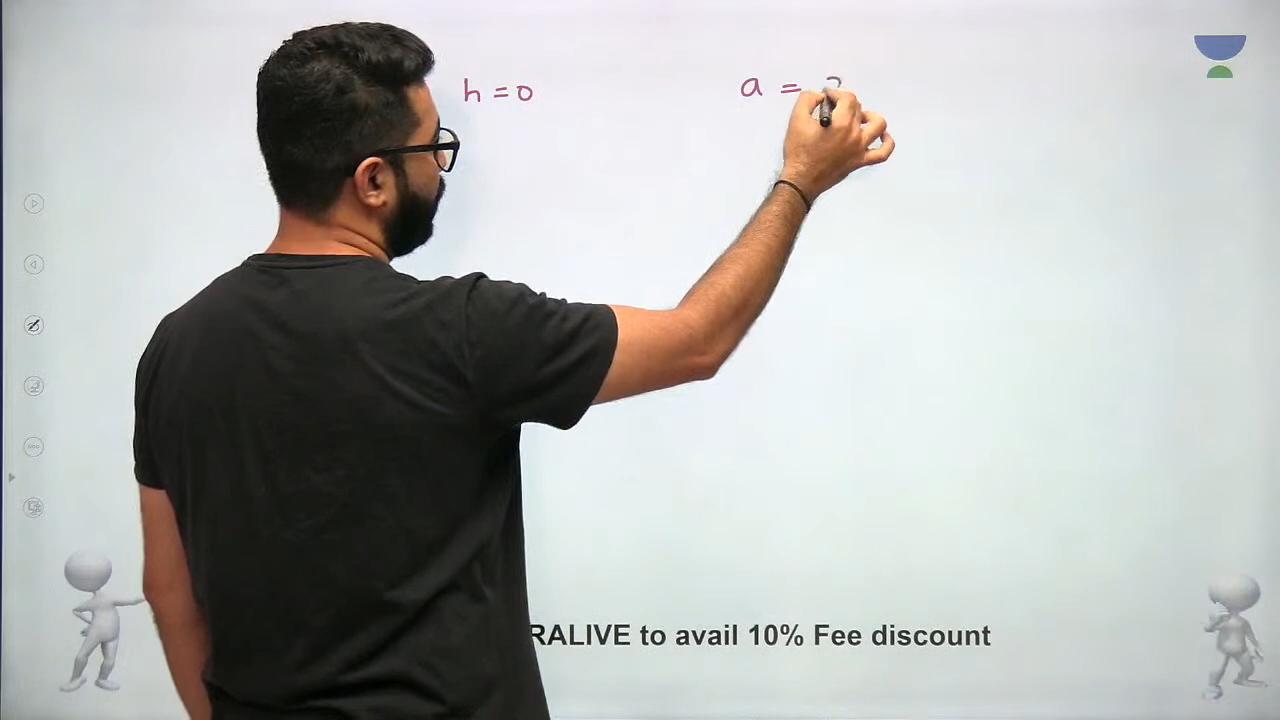 h = 0
a =
RALIVE to avail 10% Fee discount